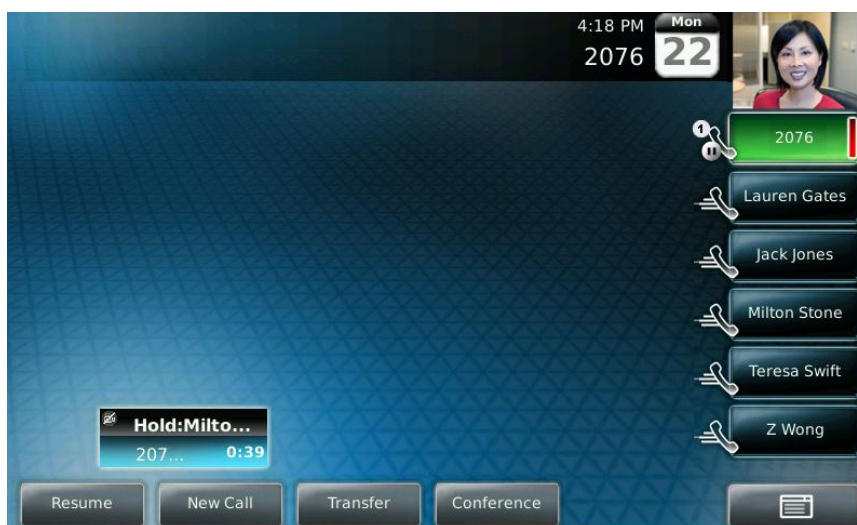 4:18 PM
Mon
2076
22
1
2076
Lauren Gates
Jack Jones
Milton Stone
Teresa Swift
Z Wong
Hold:Milto...
207... 0:39
Resume
New Call
Transfer
Conference